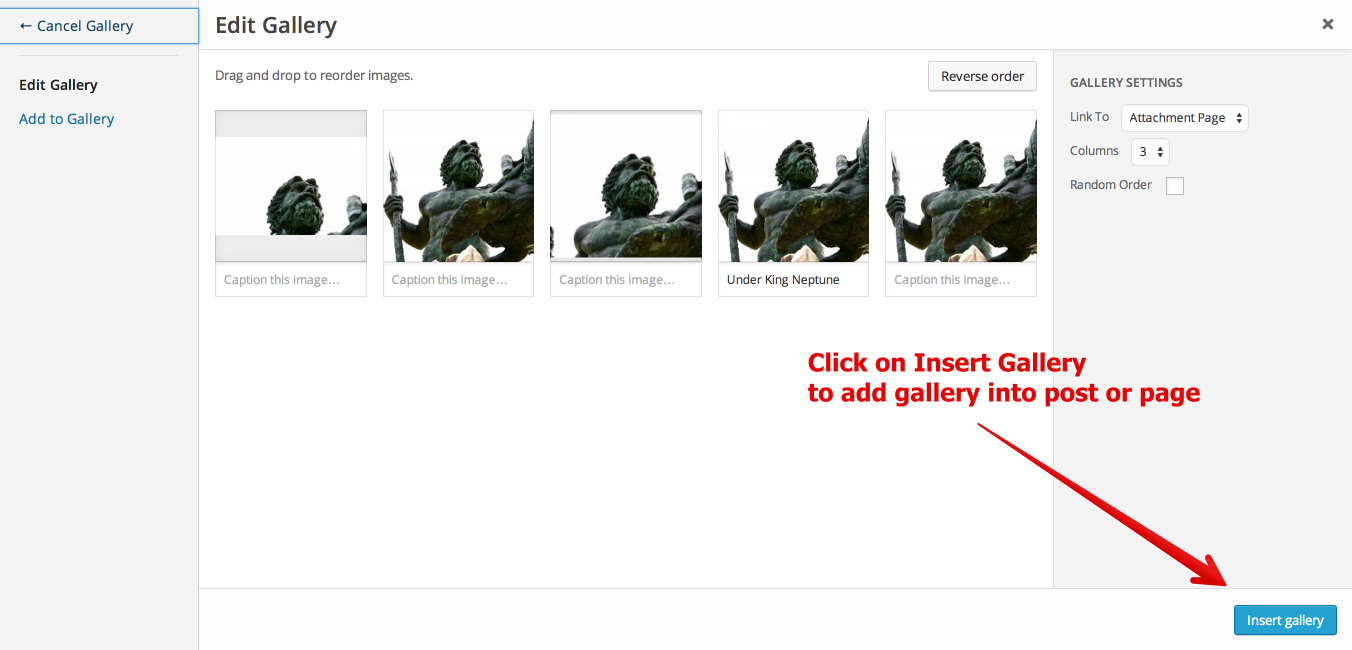 ← Cancel Gallery
Edit Gallery
Add to Gallery
Edit Gallery
×
Drag and drop to reorder images.
Reverse order
Caption this image…
Caption this image…
Caption this image…
Under King Neptune
Caption this image…
GALLERY SETTINGS
Link To Attachment Page
Columns 3
Random Order
Click on Insert Gallery
to add gallery into post or page
Insert gallery